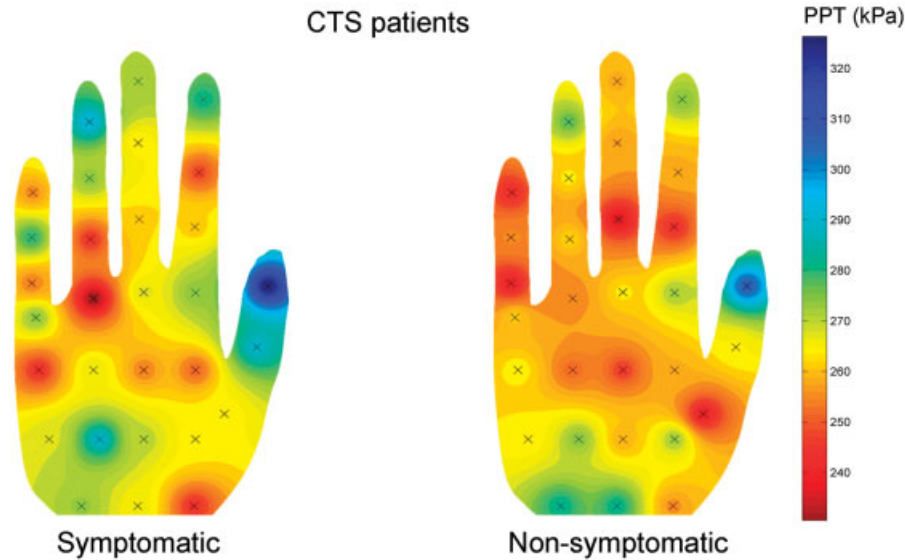 CTS patients
PPT (kPa)
320
310
300
290
280
270
260
250
240
Symptomatic
Non-symptomatic